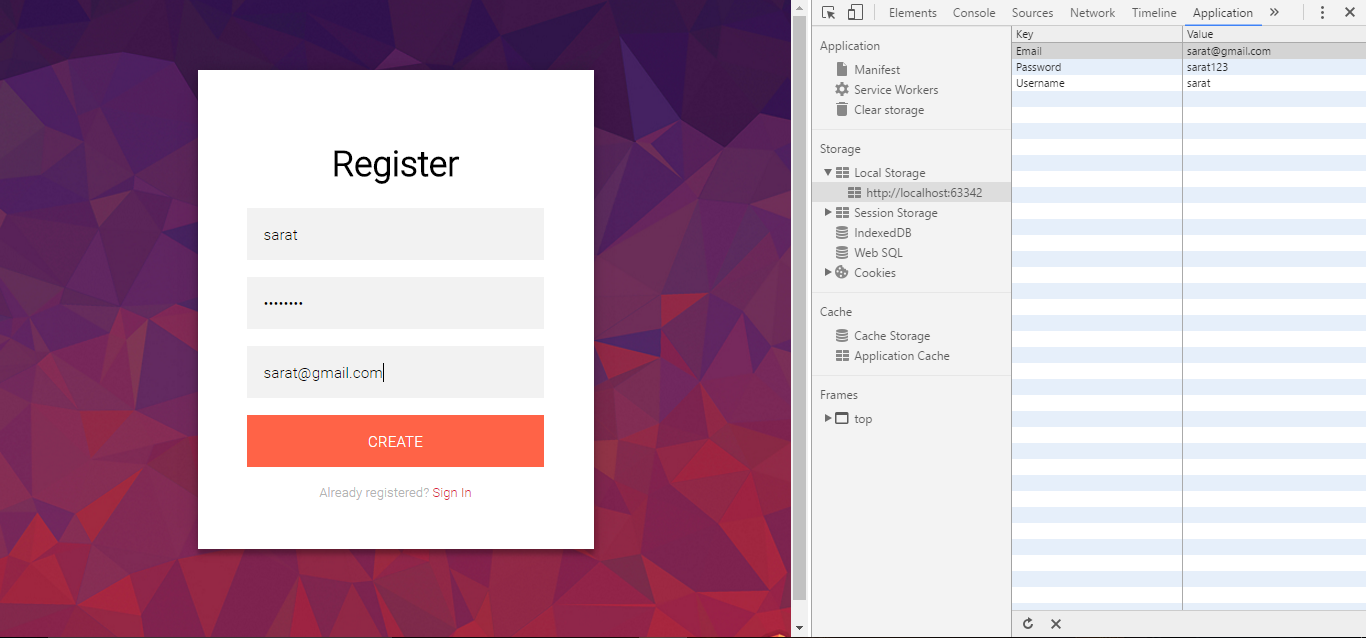 Register
sarat
••••••••
sarat@gmail.com
CREATE
Already registered? Sign In
Elements Console Sources Network Timeline Application »
Application
Manifest
Service Workers
Clear storage
Storage
Local Storage
http://localhost:63342
Session Storage
IndexedDB
Web SQL
Cookies
Cache
Cache Storage
Application Cache
Frames
top
Key Value
Email sarat@gmail.com
Password sarat123
Username sarat